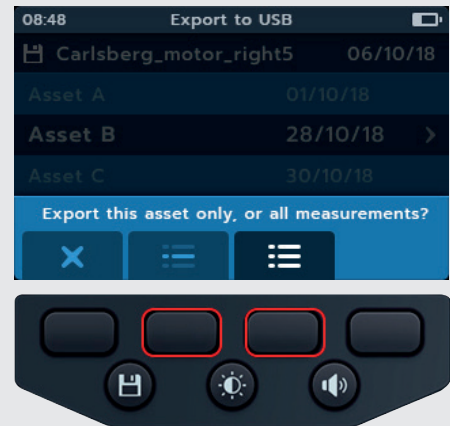 08:48 Export to USB
Carlsberg_motor_right5 06/10/18
Asset A 01/10/18
Asset B 28/10/18
Asset C 30/10/18
Export this asset only, or all measurements?